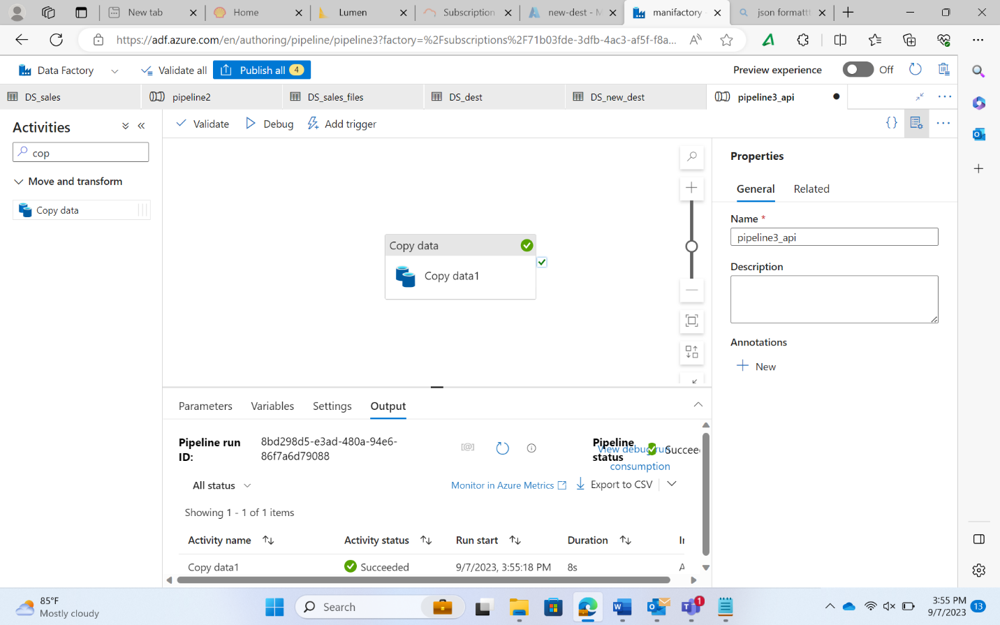 New tab
Home
Lumen
Subscription
new-dest - M
manifactory
json formattt
https://adf.azure.com/en/authoring/pipeline/pipeline3?factory=%2Fsubscriptions%2F71b03fde-3dfb-4ac3-af5f-f8a...
Data Factory
Validate all
Publish all 4
Preview experience
Off
DS_sales
pipeline2
DS_sales_files
DS_dest
DS_new_dest
pipeline3_api
Activities
Validate
Debug
Add trigger
cop
Move and transform
Copy data
Copy data
Copy data1
Properties
General
Related
Name *
pipeline3_api
Description
Annotations
New
Parameters
Variables
Settings
Output
Pipeline run ID:
8bd298d5-e3ad-480a-94e6-
86f7a6d79088
Pipeline status
Succee
View debug run
consumption
All status
Monitor in Azure Metrics
Export to CSV
Showing 1 - 1 of 1 items
Activity name
Activity status
Run start
Duration
Copy data1
Succeeded
9/7/2023, 3:55:18 PM
8s
A
85°F
Mostly cloudy
Search
1
3:55 PM
9/7/2023
13